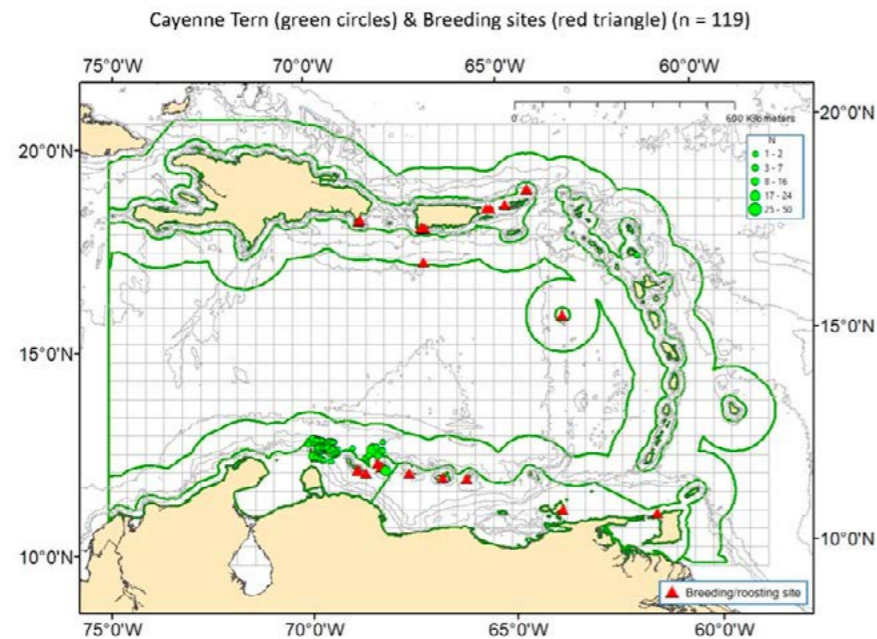 Cayenne Tern (green circles) & Breeding sites (red triangle) (n = 119)
75°0'W 70°0'W 65°0'W 60°0'W
20°0'N 20°0'N
0 600 Kilometers
N
1 - 2
3 - 7
8 - 16
17 - 24
25 - 50
15°0'N 15°0'N
10°0'N 10°0'N
Breeding/roosting site
75°0'W 70°0'W 65°0'W 60°0'W